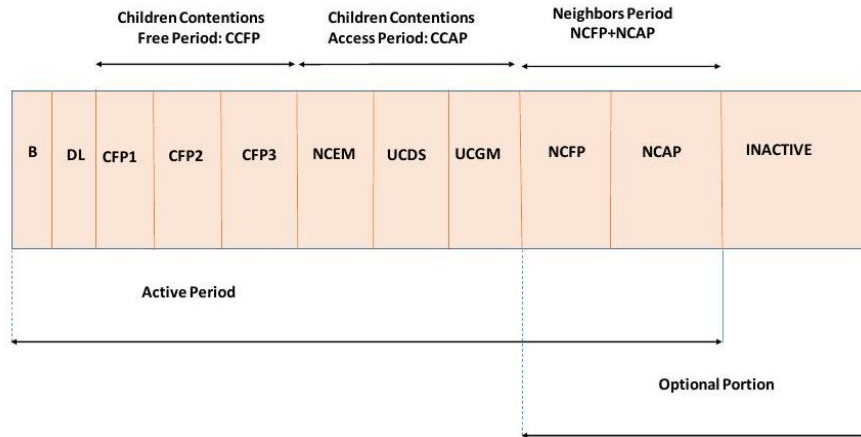 Children Contentions
Free Period: CCFP
Children Contentions
Access Period: CCAP
Neighbors Period
NCFP+NCAP
B DL CFP1 CFP2 CFP3 NCEM UCDS UCGM NCFP NCAP INACTIVE
Active Period
Optional Portion